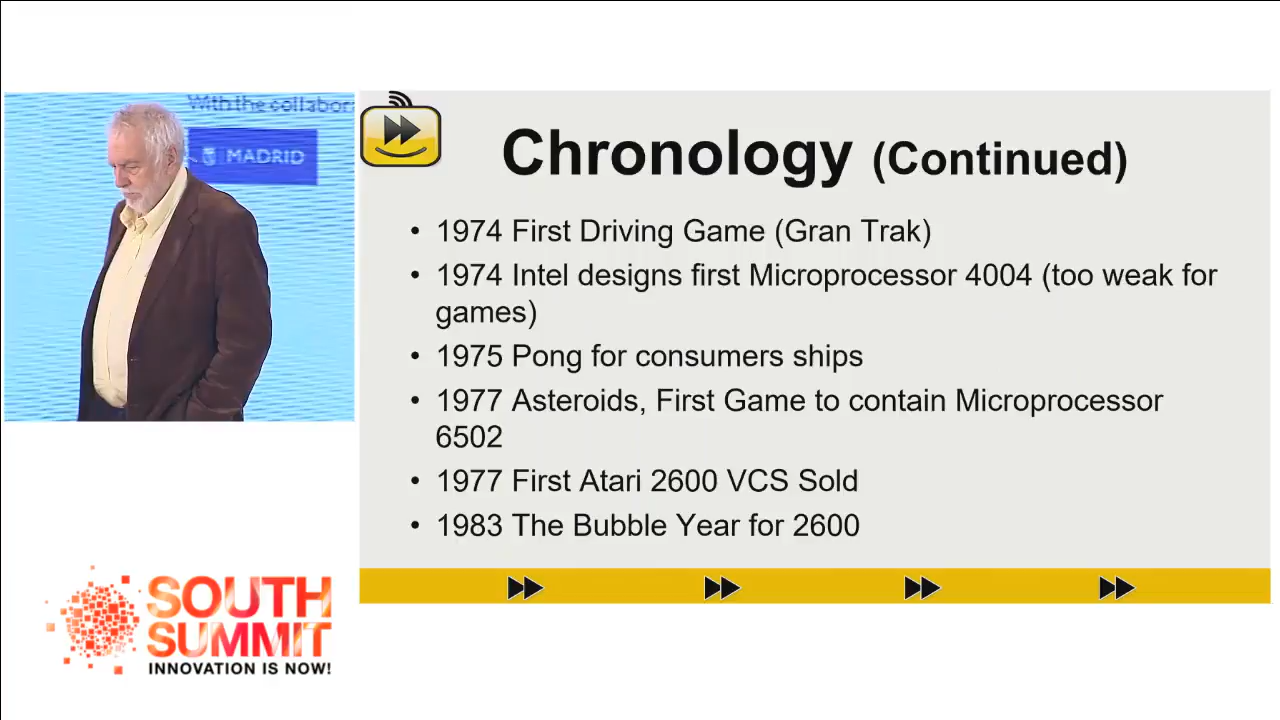 With the collabor
MADRID
Chronology (Continued)
• 1974 First Driving Game (Gran Trak)
• 1974 Intel designs first Microprocessor 4004 (too weak for
games)
• 1975 Pong for consumers ships
• 1977 Asteroids, First Game to contain Microprocessor
6502
• 1977 First Atari 2600 VCS Sold
• 1983 The Bubble Year for 2600
SOUTH
SUMMIT
INNOVATION IS NOW!